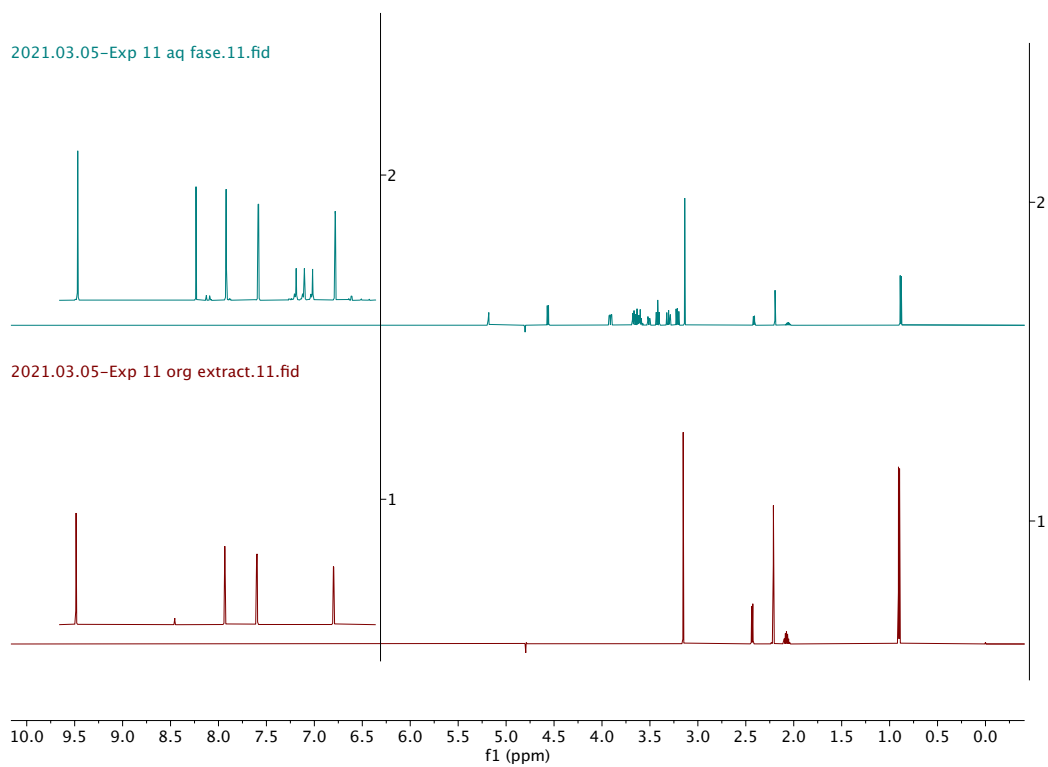 2021.03.05-Exp 11 aq fase.11.fid
2
2
2021.03.05-Exp 11 org extract.11.fid
1
1
10.0 9.5 9.0 8.5 8.0 7.5 7.0 6.5 6.0 5.5 5.0 4.5 4.0 3.5 3.0 2.5 2.0 1.5 1.0 0.5 0.0
f1 (ppm)